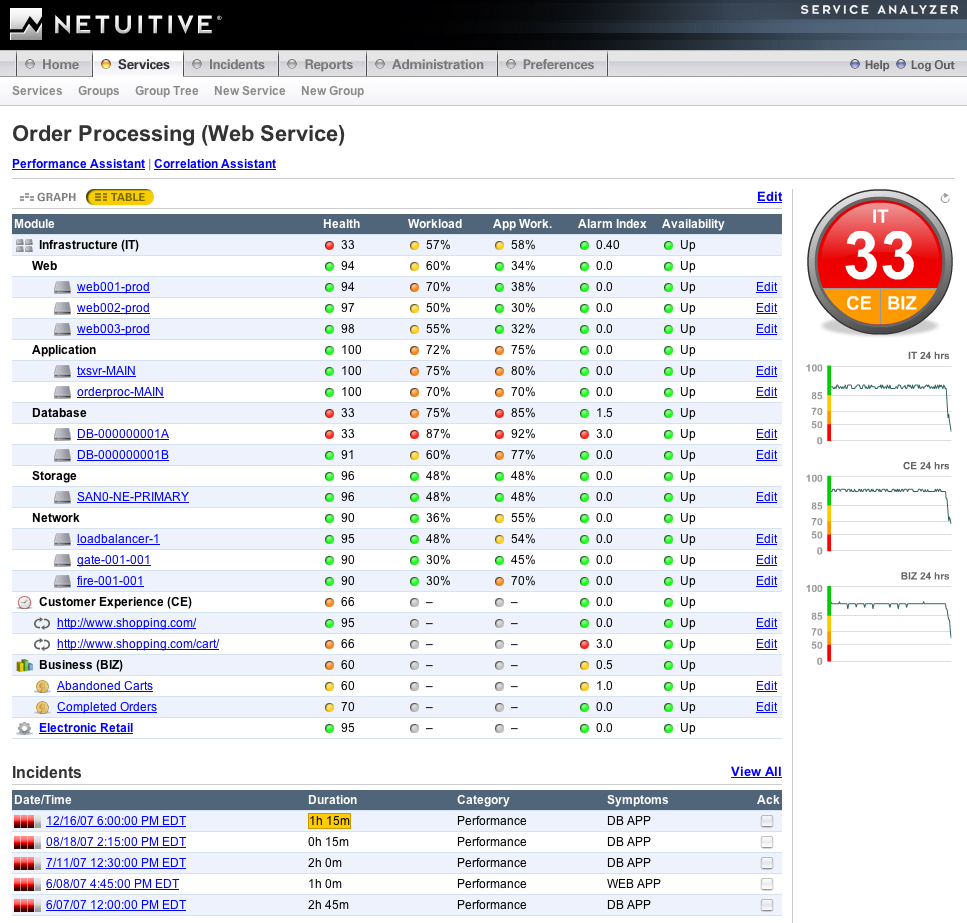 NETUITIVE®
SERVICE ANALYZER
Home Services Incidents Reports Administration Preferences Help Log Out
Services Groups Group Tree New Service New Group
Order Processing (Web Service)
Performance Assistant | Correlation Assistant
GRAPH TABLE Edit
Module Health Workload App Work. Alarm Index Availability
Infrastructure (IT) 33 57% 58% 0.40 Up
Web 94 60% 34% 0.0 Up
web001-prod 94 70% 38% 0.0 Up Edit
web002-prod 97 50% 30% 0.0 Up Edit
web003-prod 98 55% 32% 0.0 Up Edit
Application 100 72% 75% 0.0 Up
txsvr-MAIN 100 75% 80% 0.0 Up Edit
orderproc-MAIN 100 70% 70% 0.0 Up Edit
Database 33 75% 85% 1.5 Up
DB-000000001A 33 87% 92% 3.0 Up Edit
DB-000000001B 91 60% 77% 0.0 Up Edit
Storage 96 48% 48% 0.0 Up
SAN0-NE-PRIMARY 96 48% 48% 0.0 Up Edit
Network 90 36% 55% 0.0 Up
loadbalancer-1 95 48% 54% 0.0 Up Edit
gate-001-001 90 30% 45% 0.0 Up Edit
fire-001-001 90 30% 70% 0.0 Up Edit
Customer Experience (CE) 66 – – 0.0 Up
http://www.shopping.com/ 95 – – 0.0 Up Edit
http://www.shopping.com/cart/ 66 – – 3.0 Up Edit
Business (BIZ) 60 – – 0.5 Up
Abandoned Carts 60 – – 1.0 Up Edit
Completed Orders 70 – – 0.0 Up Edit
Electronic Retail 95 – – 0.0 Up
IT
33
CE BIZ
IT 24 hrs
100
85
70
50
0
CE 24 hrs
100
85
70
50
0
BIZ 24 hrs
100
85
70
50
0
Incidents View All
Date/Time Duration Category Symptoms Ack
12/16/07 6:00:00 PM EDT 1h 15m Performance DB APP
08/18/07 2:15:00 PM EDT 0h 15m Performance DB APP
7/11/07 12:30:00 PM EDT 2h 0m Performance DB APP
6/08/07 4:45:00 PM EDT 1h 0m Performance WEB APP
6/07/07 12:00:00 PM EDT 2h 45m Performance DB APP